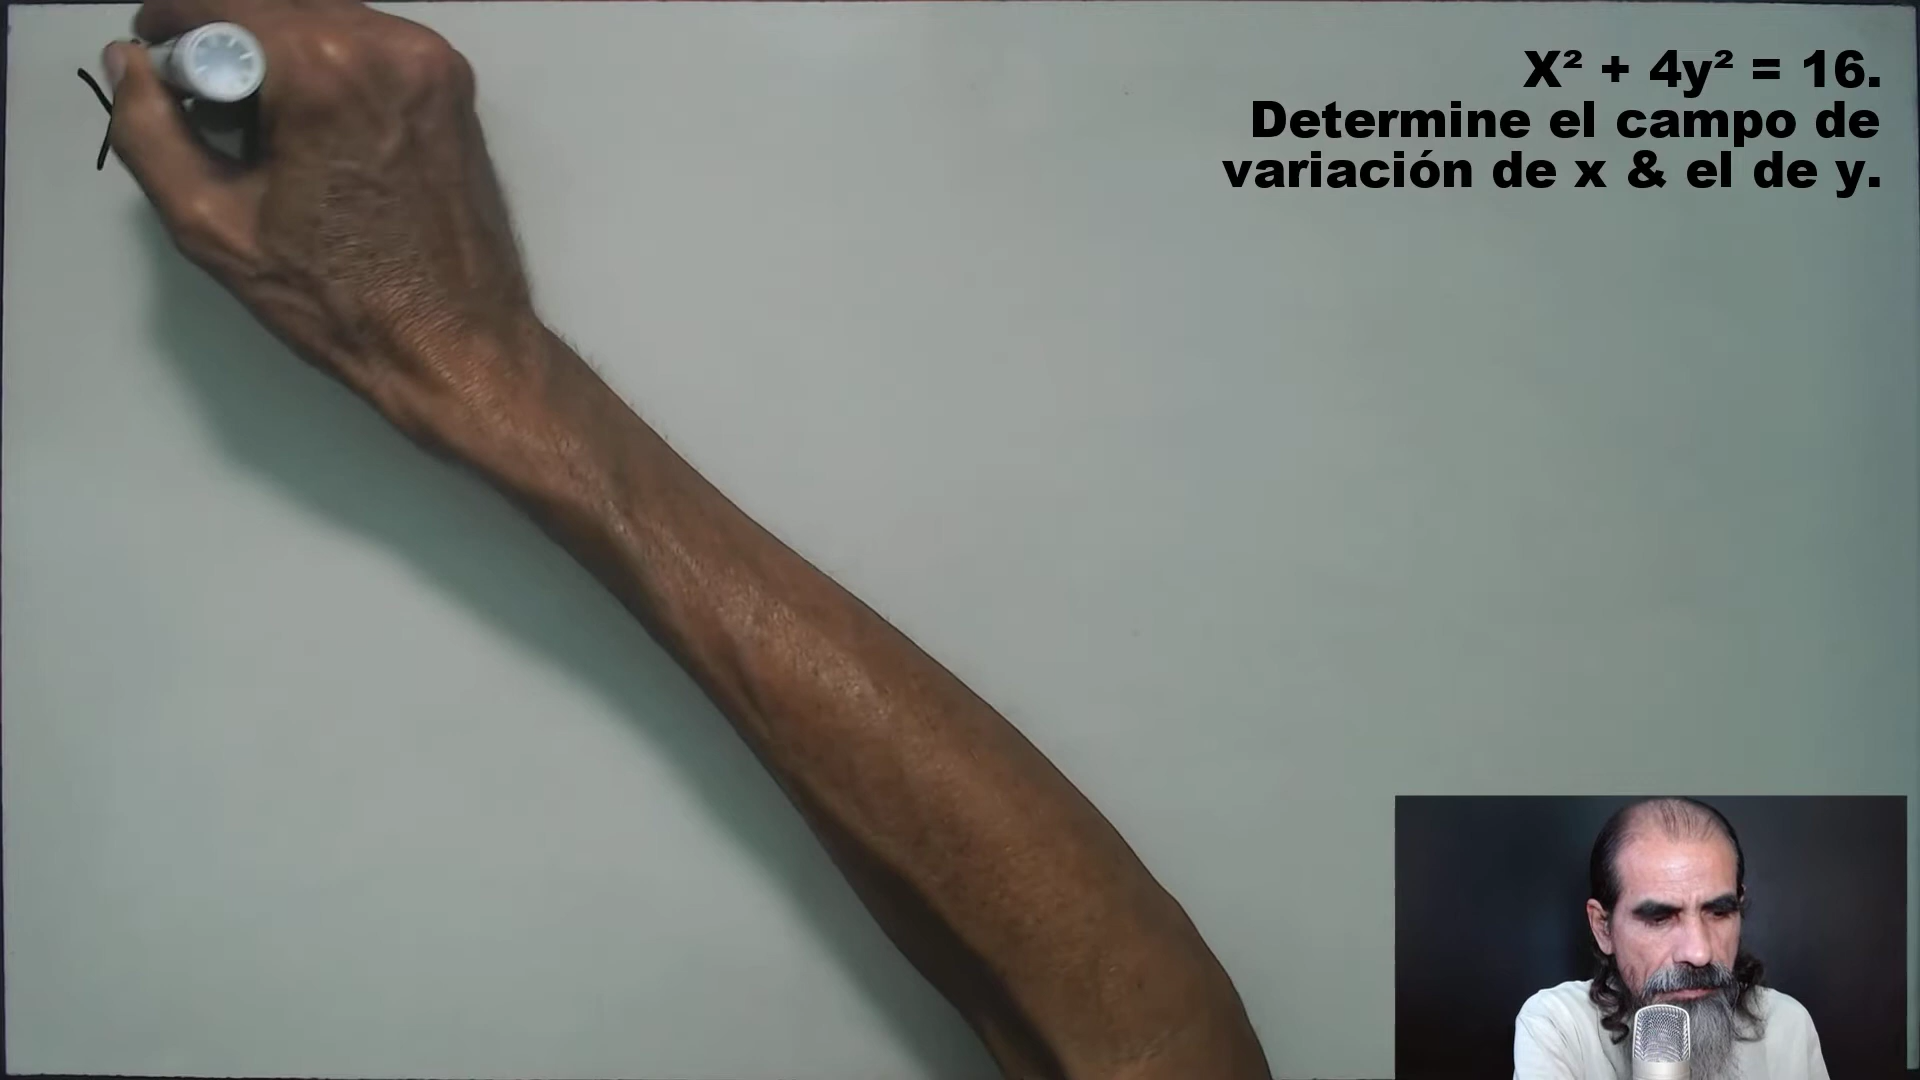 X² + 4y² = 16.
Determine el campo de
variación de x & el de y.